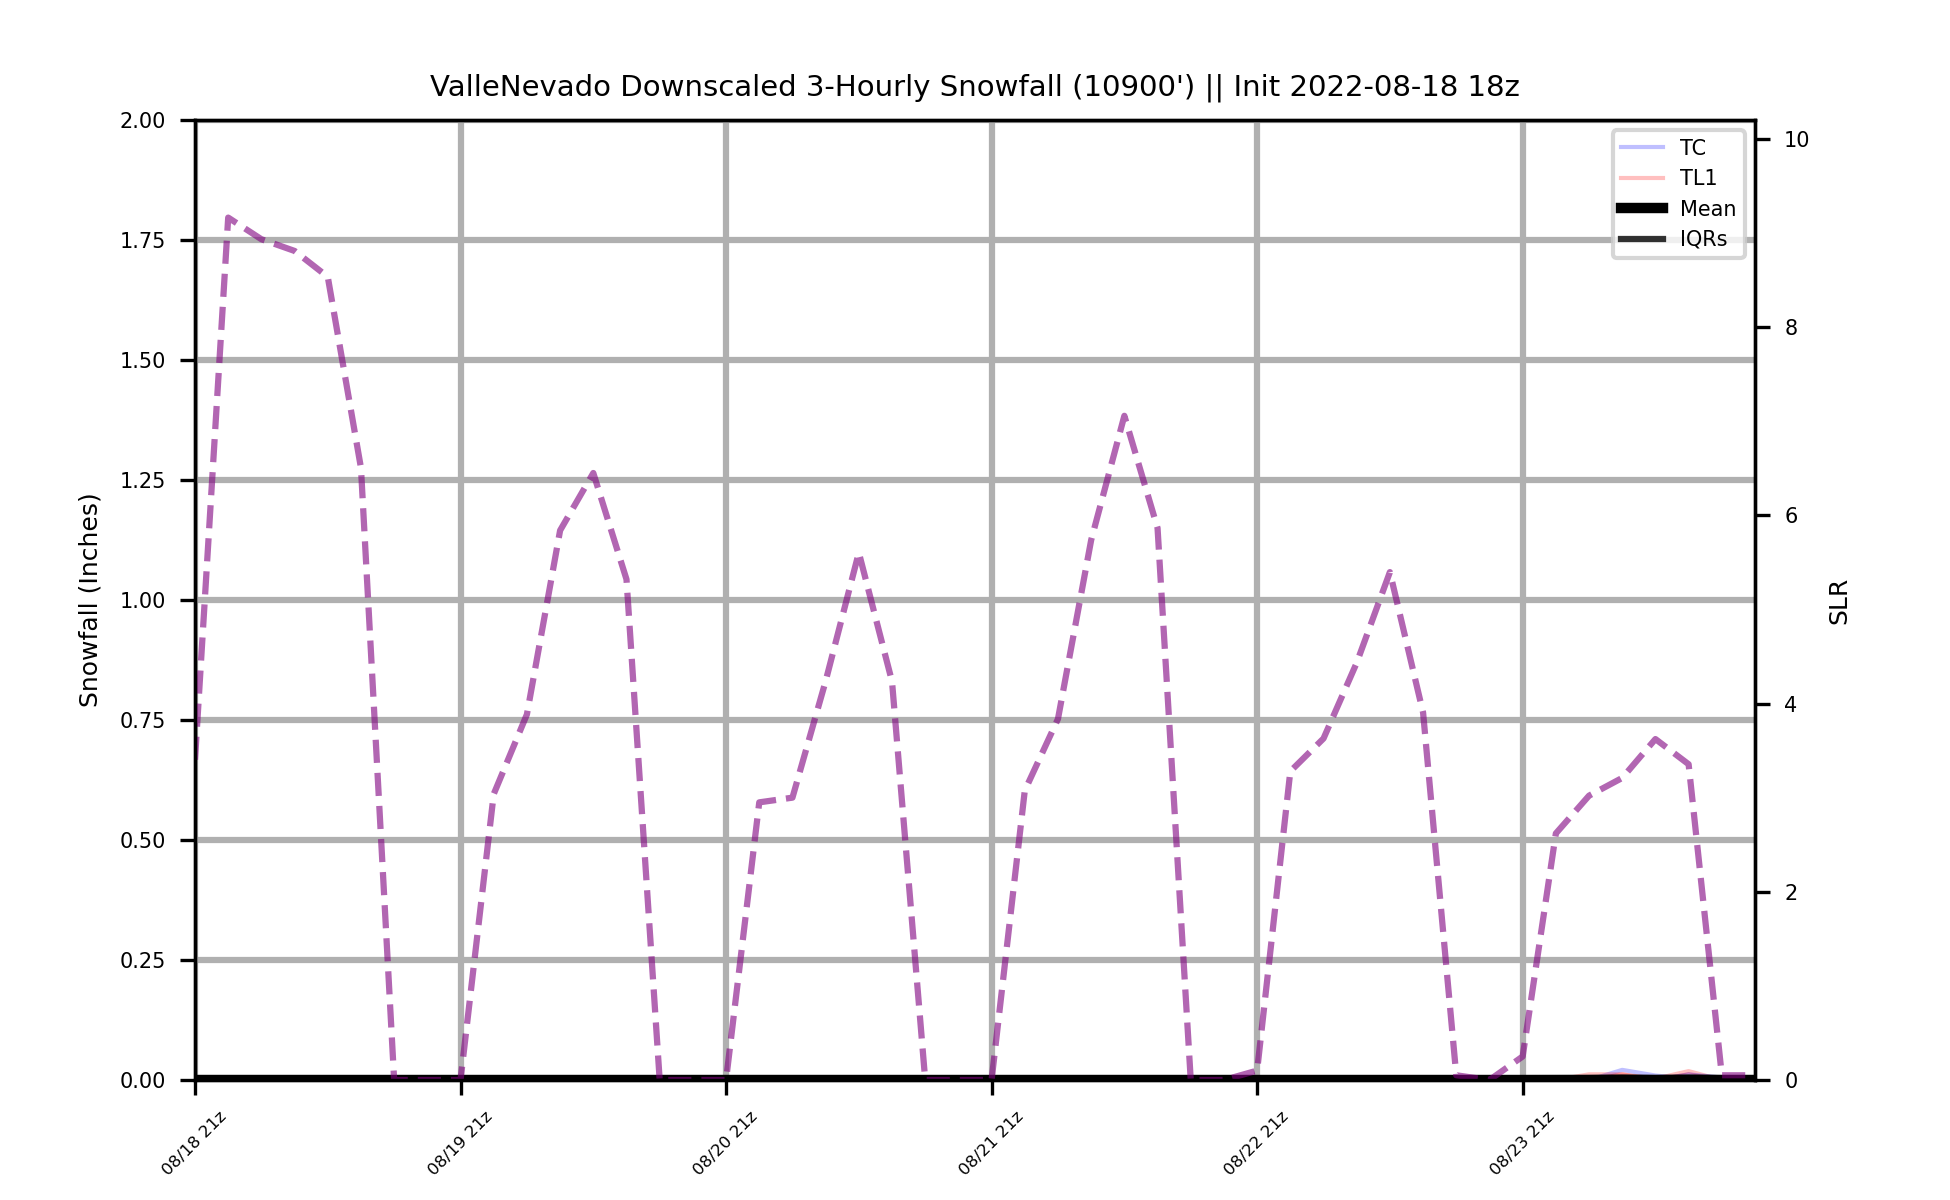 ValleNevado Downscaled 3-Hourly Snowfall (10900') || Init 2022-08-18 18z
2.00
1.75
1.50
1.25
1.00
0.75
0.50
0.25
0.00
Snowfall (Inches)
TC
TL1
Mean
IQRs
10
8
6
4
2
0
SLR
08/18 21z
08/19 21z
08/20 21z
08/21 21z
08/22 21z
08/23 21z